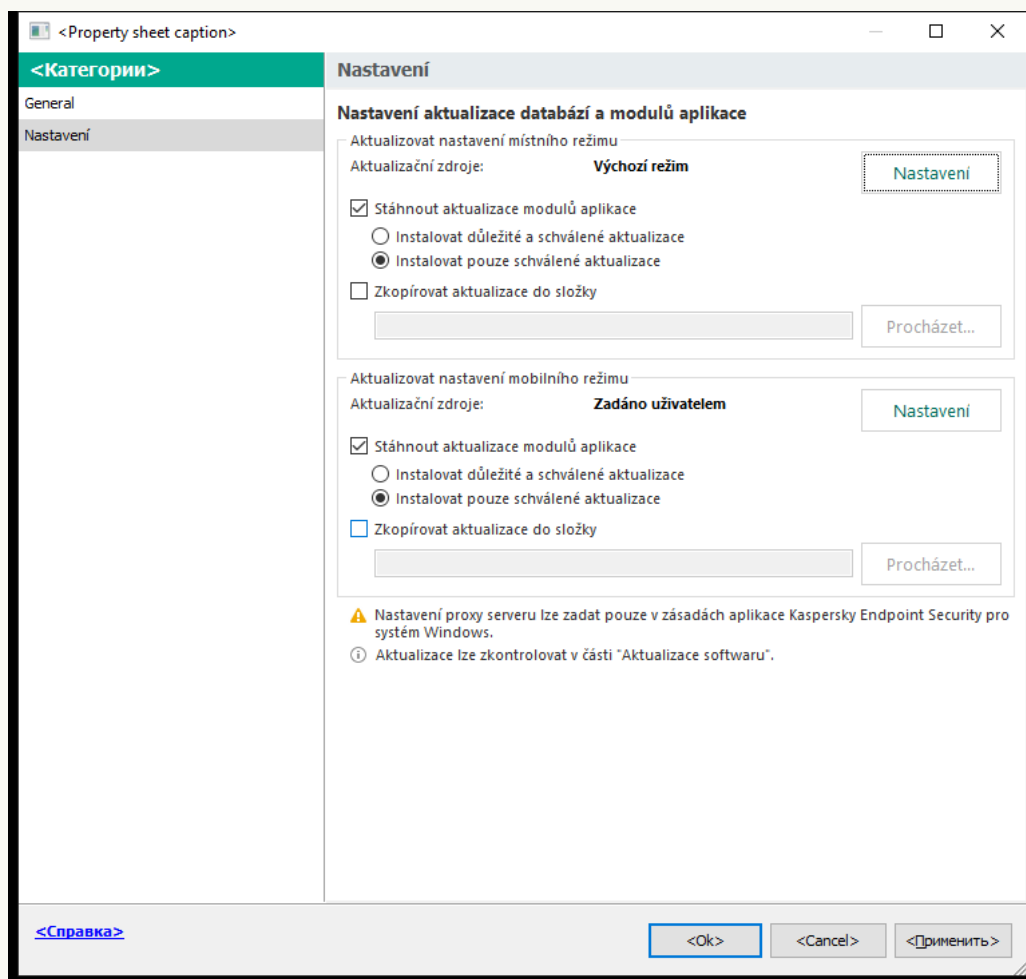 <Property sheet caption>
<Категории>
General
Nastavení
Nastavení
Nastavení aktualizace databází a modulů aplikace
Aktualizovat nastavení místního režimu
Aktualizační zdroje: Výchozí režim Nastavení
Stáhnout aktualizace modulů aplikace
Instalovat důležité a schválené aktualizace
Instalovat pouze schválené aktualizace
Zkopírovat aktualizace do složky
Procházet...
Aktualizovat nastavení mobilního režimu
Aktualizační zdroje: Zadáno uživatelem Nastavení
Stáhnout aktualizace modulů aplikace
Instalovat důležité a schválené aktualizace
Instalovat pouze schválené aktualizace
Zkopírovat aktualizace do složky
Procházet...
Nastavení proxy serveru lze zadat pouze v zásadách aplikace Kaspersky Endpoint Security pro
systém Windows.
Aktualizace lze zkontrolovat v části "Aktualizace softwaru".
<Справка>
<Ok> <Cancel> <Применить>